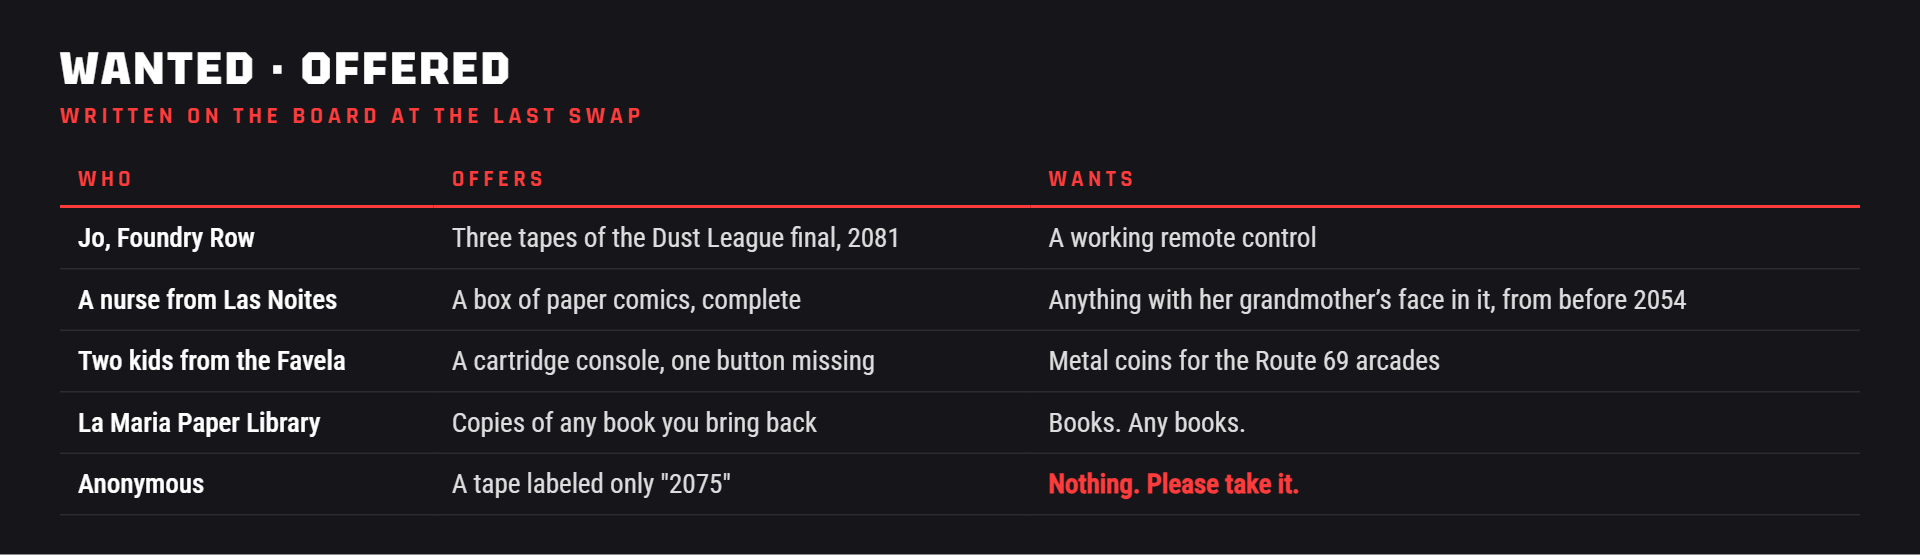 WANTED · OFFERED
WRITTEN ON THE BOARD AT THE LAST SWAP
WHO OFFERS WANTS
Jo, Foundry Row Three tapes of the Dust League final, 2081 A working remote control
A nurse from Las Noites A box of paper comics, complete Anything with her grandmother’s face in it, from before 2054
Two kids from the Favela A cartridge console, one button missing Metal coins for the Route 69 arcades
La Maria Paper Library Copies of any book you bring back Books. Any books.
Anonymous A tape labeled only "2075" Nothing. Please take it.